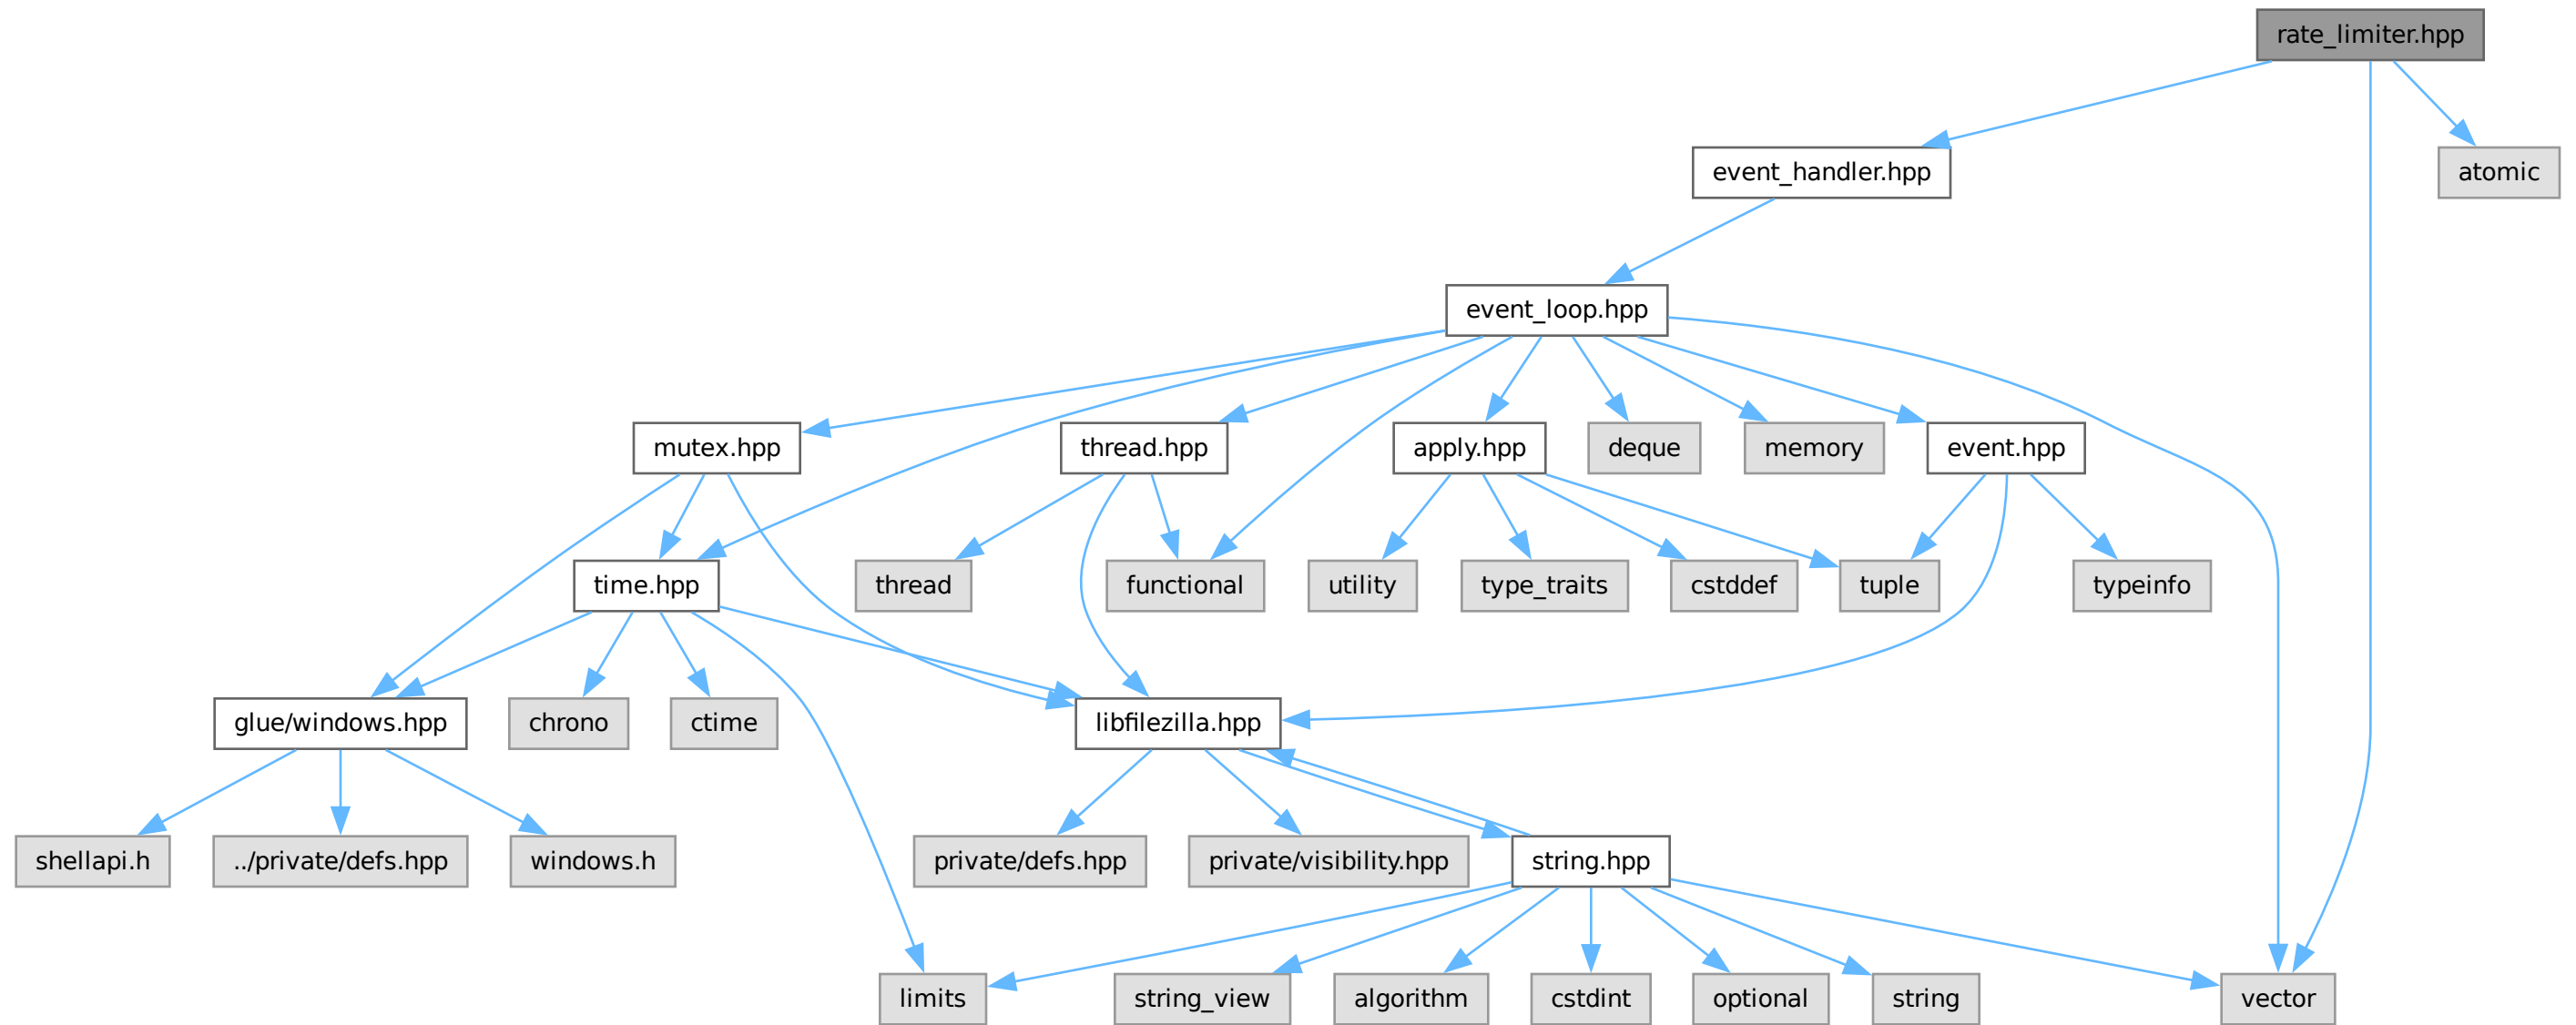 rate_limiter.hpp
event_handler.hpp
atomic
event_loop.hpp
mutex.hpp
thread.hpp
apply.hpp
deque
memory
event.hpp
time.hpp
thread
functional
utility
type_traits
cstddef
tuple
typeinfo
glue/windows.hpp
chrono
ctime
libfilezilla.hpp
shellapi.h
../private/defs.hpp
windows.h
private/defs.hpp
private/visibility.hpp
string.hpp
limits
string_view
algorithm
cstdint
optional
string
vector